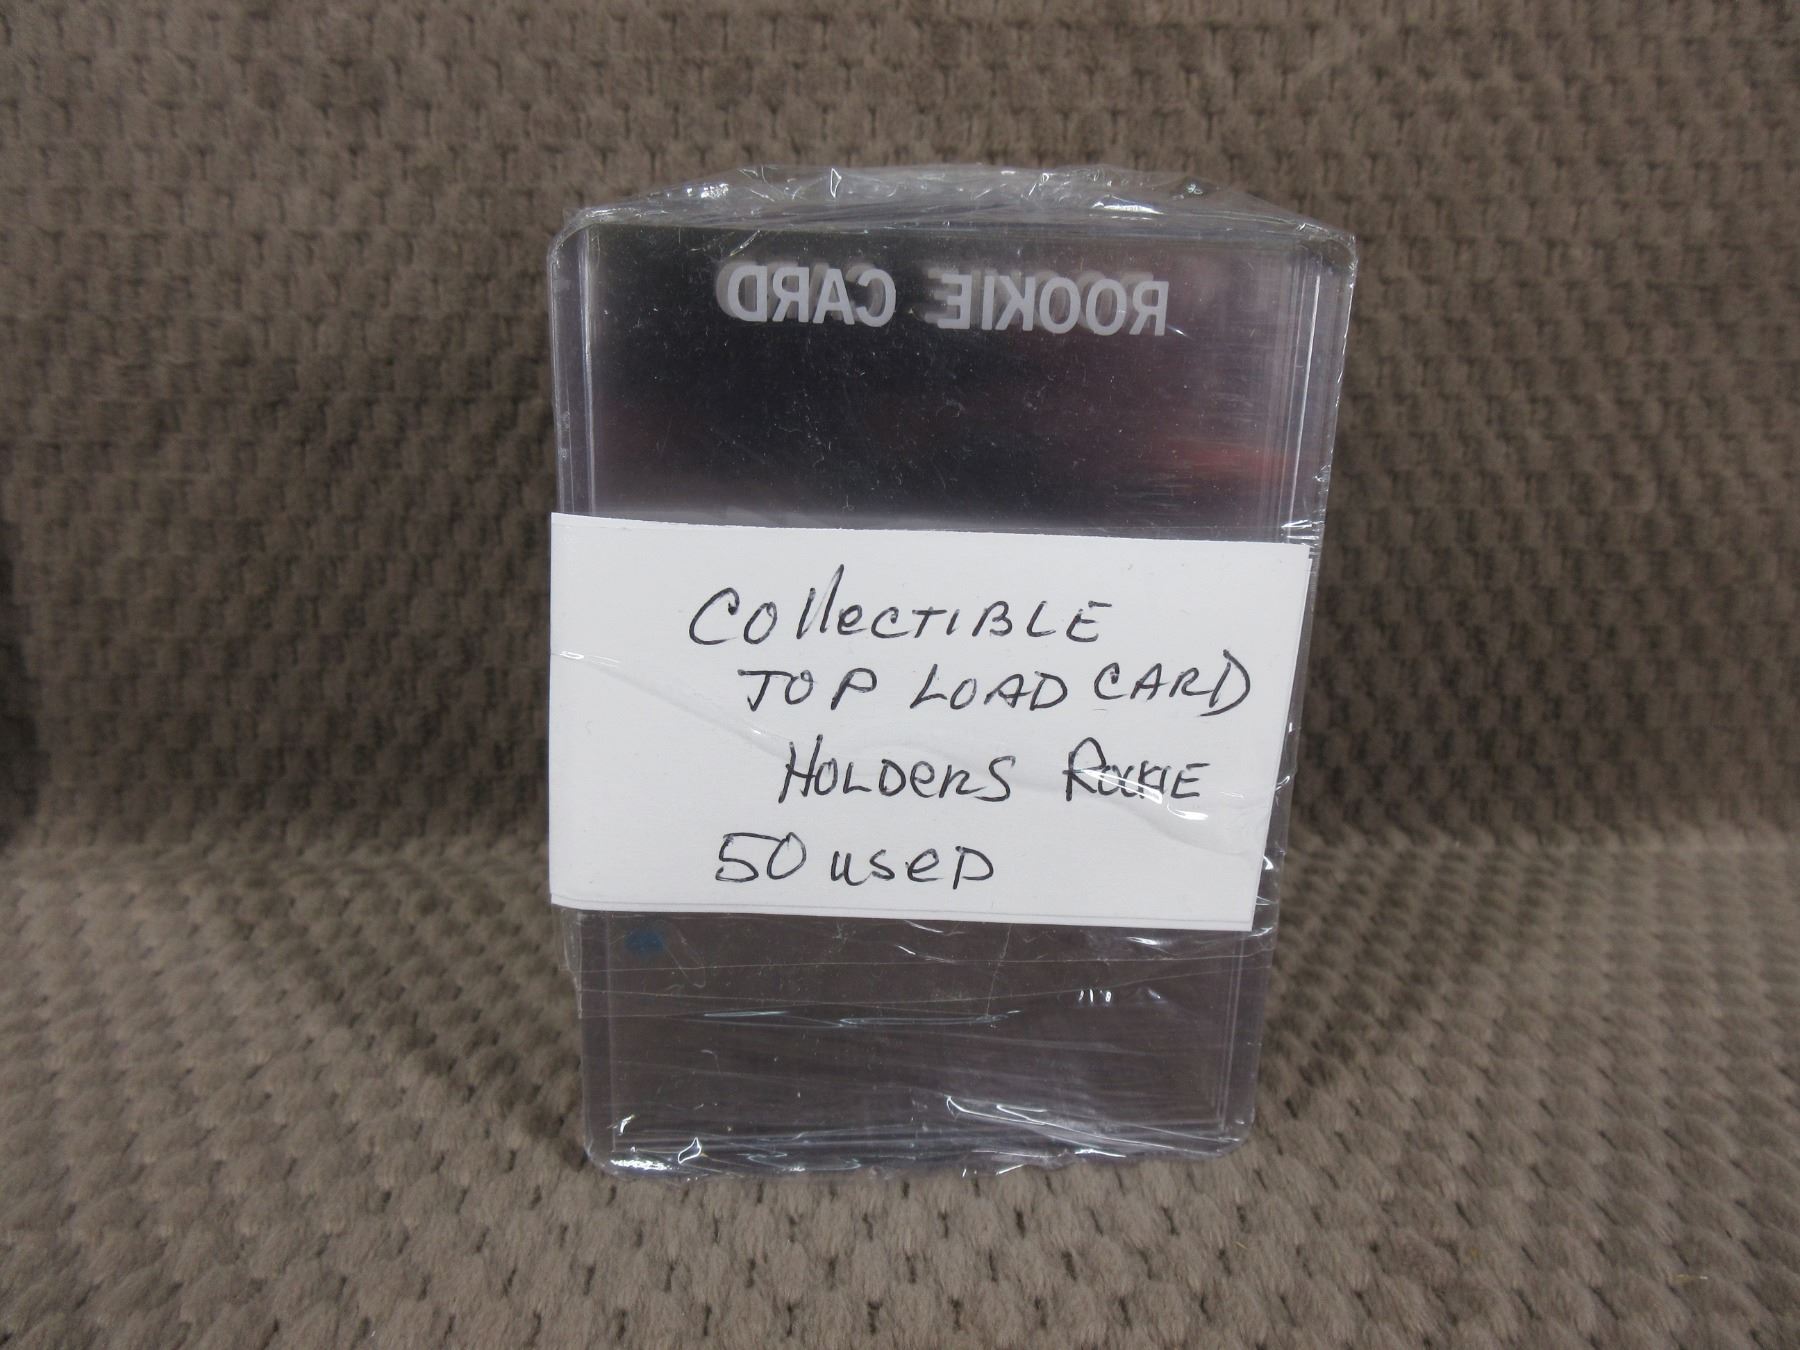 ROOKIE CARD
COllecTIBLE
TOP LOAD CARD
HOLDeRS ROOKIE
50 useD